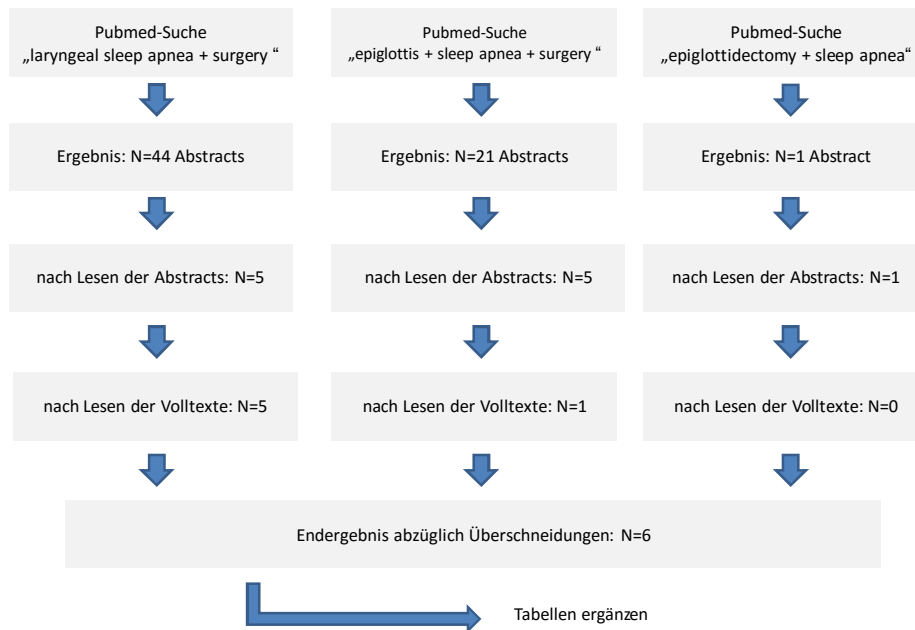 Pubmed-Suche
„laryngeal sleep apnea + surgery “
Pubmed-Suche
„epiglottis + sleep apnea + surgery “
Pubmed-Suche
„epiglottidectomy + sleep apnea“
Ergebnis: N=44 Abstracts
Ergebnis: N=21 Abstracts
Ergebnis: N=1 Abstract
nach Lesen der Abstracts: N=5
nach Lesen der Abstracts: N=5
nach Lesen der Abstracts: N=1
nach Lesen der Volltexte: N=5
nach Lesen der Volltexte: N=1
nach Lesen der Volltexte: N=0
Endergebnis abzüglich Überschneidungen: N=6
Tabellen ergänzen